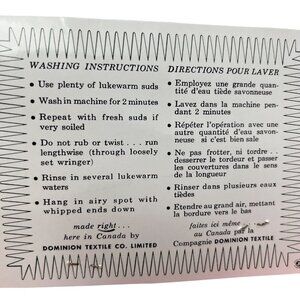 WASHING INSTRUCTIONS
• Use plenty of lukewarm suds
• Wash in machine for 2 minutes
• Repeat with fresh suds if
very soiled
• Do not rub or twist . . . run
lengthwise (through loosely
set wringer)
• Rinse in several lukewarm
waters
• Hang in airy spot with
whipped ends down
made right . . .
here in Canada by
DOMINION TEXTILE CO. LIMITED
DIRECTIONS POUR LAVER
• Employez une grande quan-
tité d'eau tiède savonneuse
• Lavez dans la machine pen-
dant 2 minutes
• Répéter l'opération avec une
autre quantité d'eau savon-
neuse si c'est bien sale
• Ne pas frotter, ni tordre . .
desserrer le tordeur et passer
les couvertures dans le sens
de la longueur
• Rinser dans plusieurs eaux
tièdes
• Etendre au grand air, mettant
la bordure vers le bas
faites ici même . . .
au Canada par la
Compagnie DOMINION TEXTILE